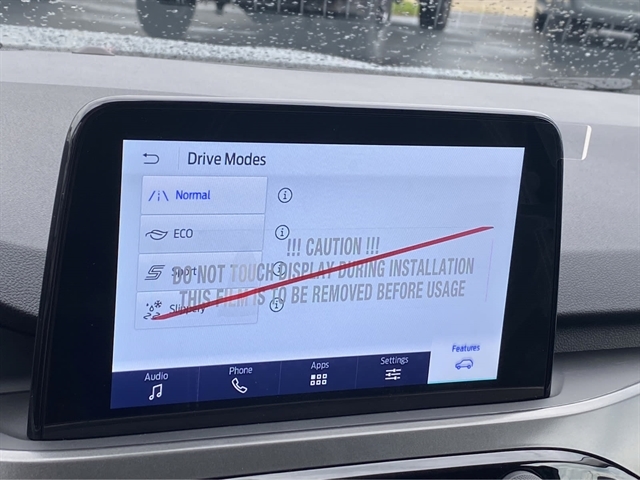 Drive Modes
Normal
ECO
Sport
Slippery
!!! CAUTION !!!
DO NOT TOUCH DISPLAY DURING INSTALLATION
THIS FILM IS TO BE REMOVED BEFORE USAGE
Audio
Phone
Apps
Settings
Features